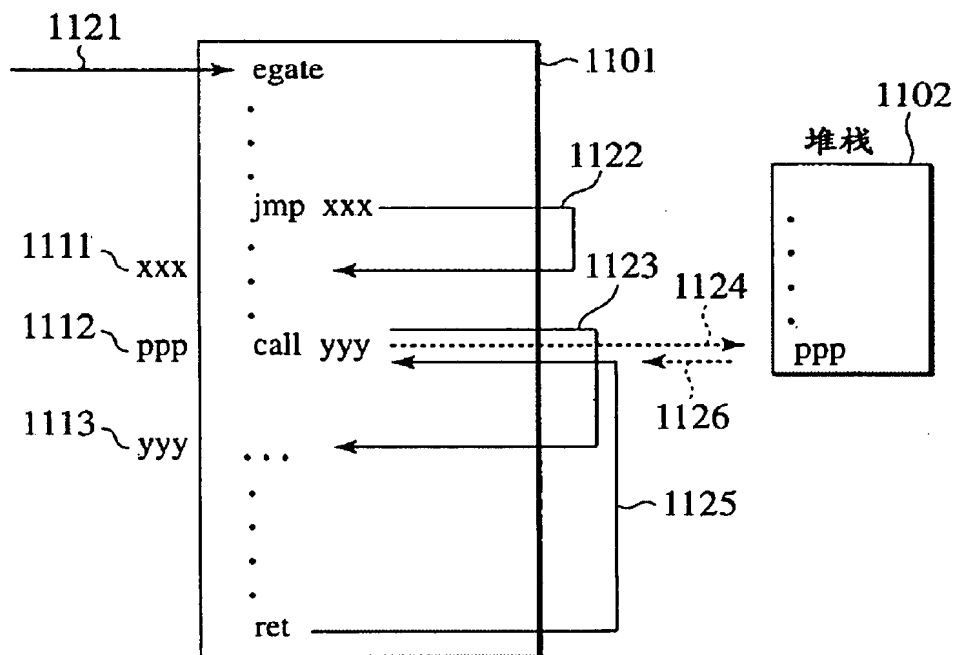 1121
egate
1101
1102
堆栈
1122
jmp xxx
1111
xxx
1123
1124
1112
ppp
call yyy
ppp
1126
1113
yyy
1125
ret